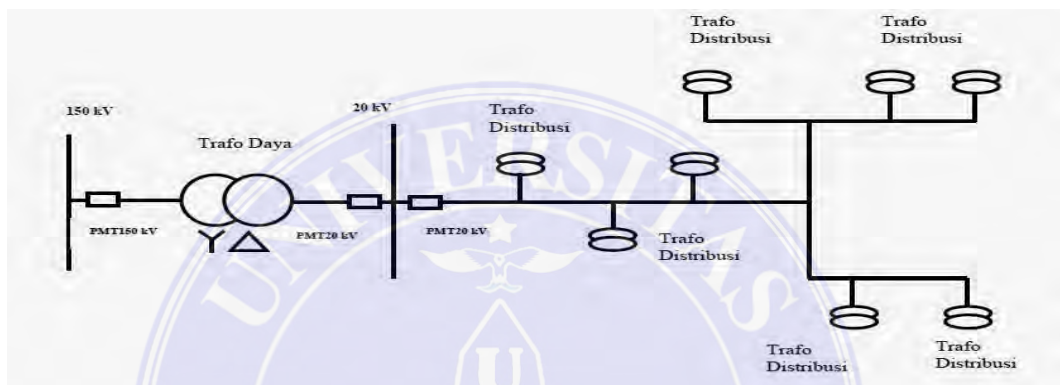 Trafo
Distribusi
Trafo
Distribusi
150 kV
20 kV
Trafo
Distribusi
Trafo Daya
PMT150 kV
PMT20 kV
PMT20 kV
Trafo
Distribusi
Trafo
Distribusi
Trafo
Distribusi
UNIVERSITAS
U